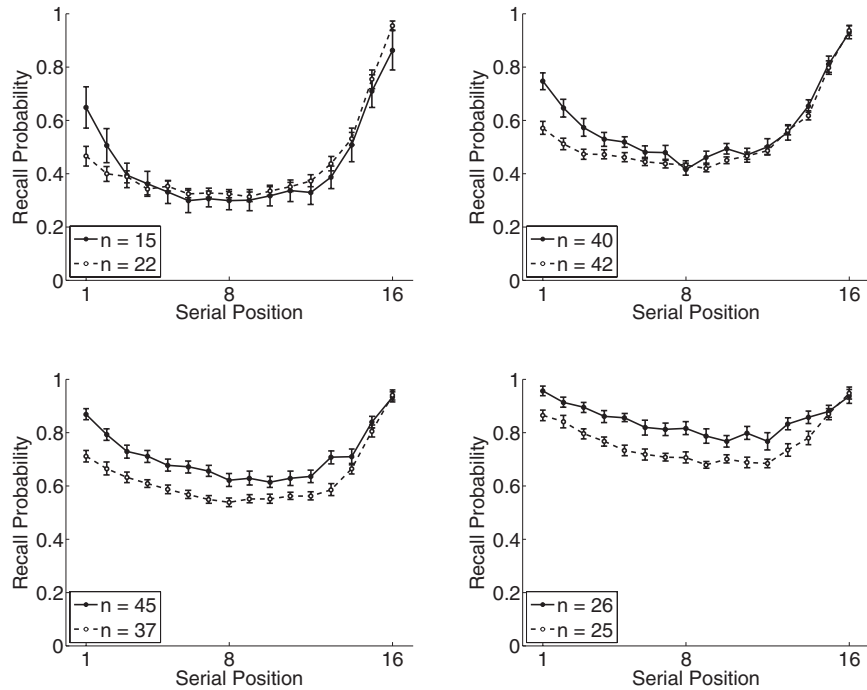 1
0.8
0.6
0.4
0.2
0
Recall Probability
n = 15
n = 22
1 8 16
Serial Position
1
0.8
0.6
0.4
0.2
0
Recall Probability
n = 40
n = 42
1 8 16
Serial Position
1
0.8
0.6
0.4
0.2
0
Recall Probability
n = 45
n = 37
1 8 16
Serial Position
1
0.8
0.6
0.4
0.2
0
Recall Probability
n = 26
n = 25
1 8 16
Serial Position